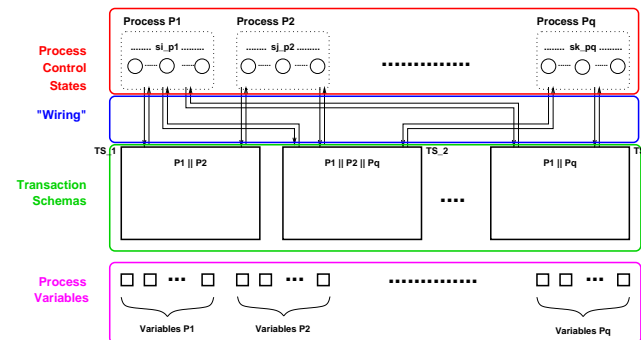 Process P1
Process P2
Process Pq
Process
Control
States
........ si_p1 .........
........ sj_p2 .........
........ sk_pq .........
"Wiring"
TS_1
TS_2
P1 || P2
P1 || P2 || Pq
P1 || Pq
Transaction
Schemas
Process
Variables
Variables P1
Variables P2
Variables Pq